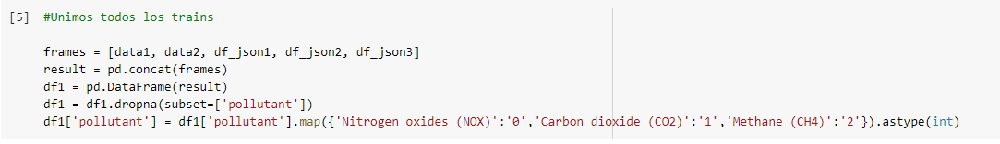 [5] #Unimos todos los trains
frames = [data1, data2, df_json1, df_json2, df_json3]
result = pd.concat(frames)
df1 = pd.DataFrame(result)
df1 = df1.dropna(subset=['pollutant'])
df1['pollutant'] = df1['pollutant'].map({'Nitrogen oxides (NOX)':'0','Carbon dioxide (CO2)':'1','Methane (CH4)':'2'}).astype(int)